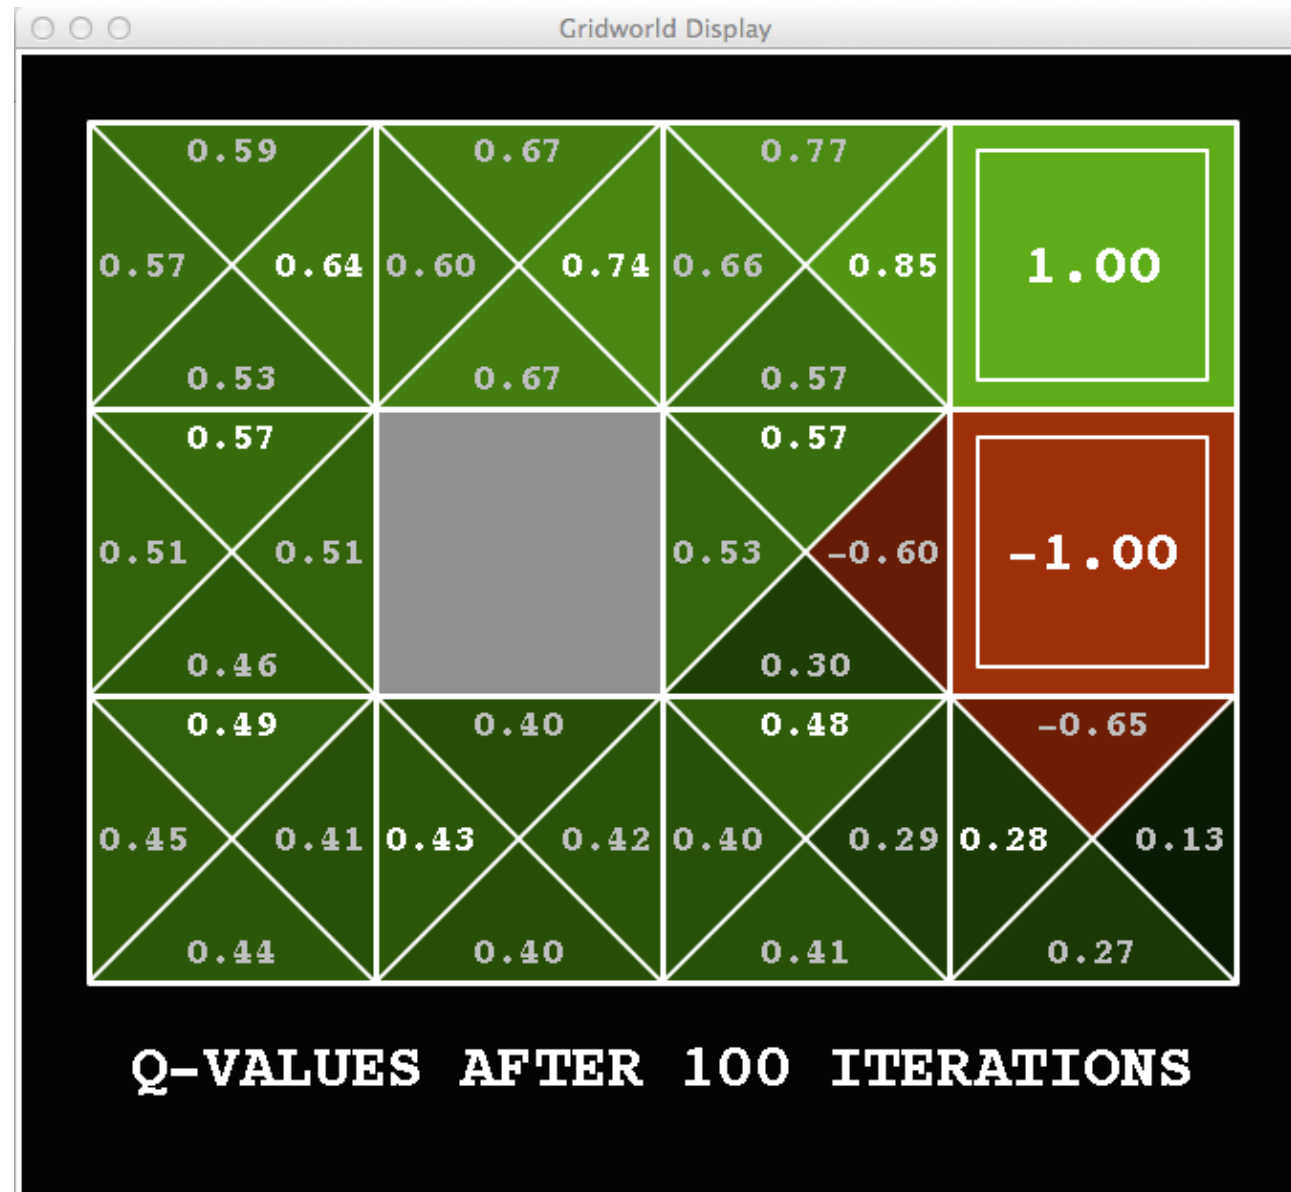 Gridworld Display
0.59 0.67 0.77
0.57 0.64 0.60 0.74 0.66 0.85 1.00
0.53 0.67 0.57
0.57 0.57
0.51 0.51 0.53 -0.60 -1.00
0.46 0.30
0.49 0.40 0.48 -0.65
0.45 0.41 0.43 0.42 0.40 0.29 0.28 0.13
0.44 0.40 0.41 0.27
Q-VALUES AFTER 100 ITERATIONS